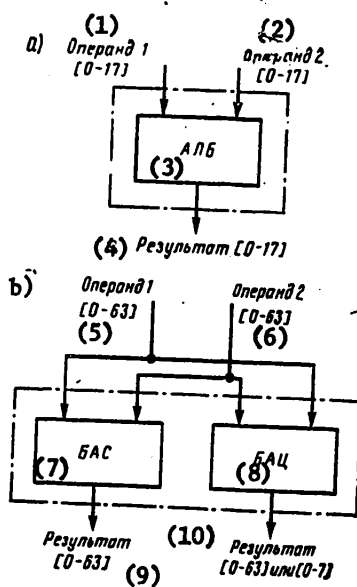 (1) (2)
а) Операнд 1 Операнд 2
[0-17] [0-17]
АЛБ
(3)
(4) Результат [0-17]
b) Операнд 1 Операнд 2
[0-63] [0-63]
(5) (6)
БАС БАЦ
(7) (8)
Результат (10) Результат
[0-63] [0-63] или [0-7]
(9)